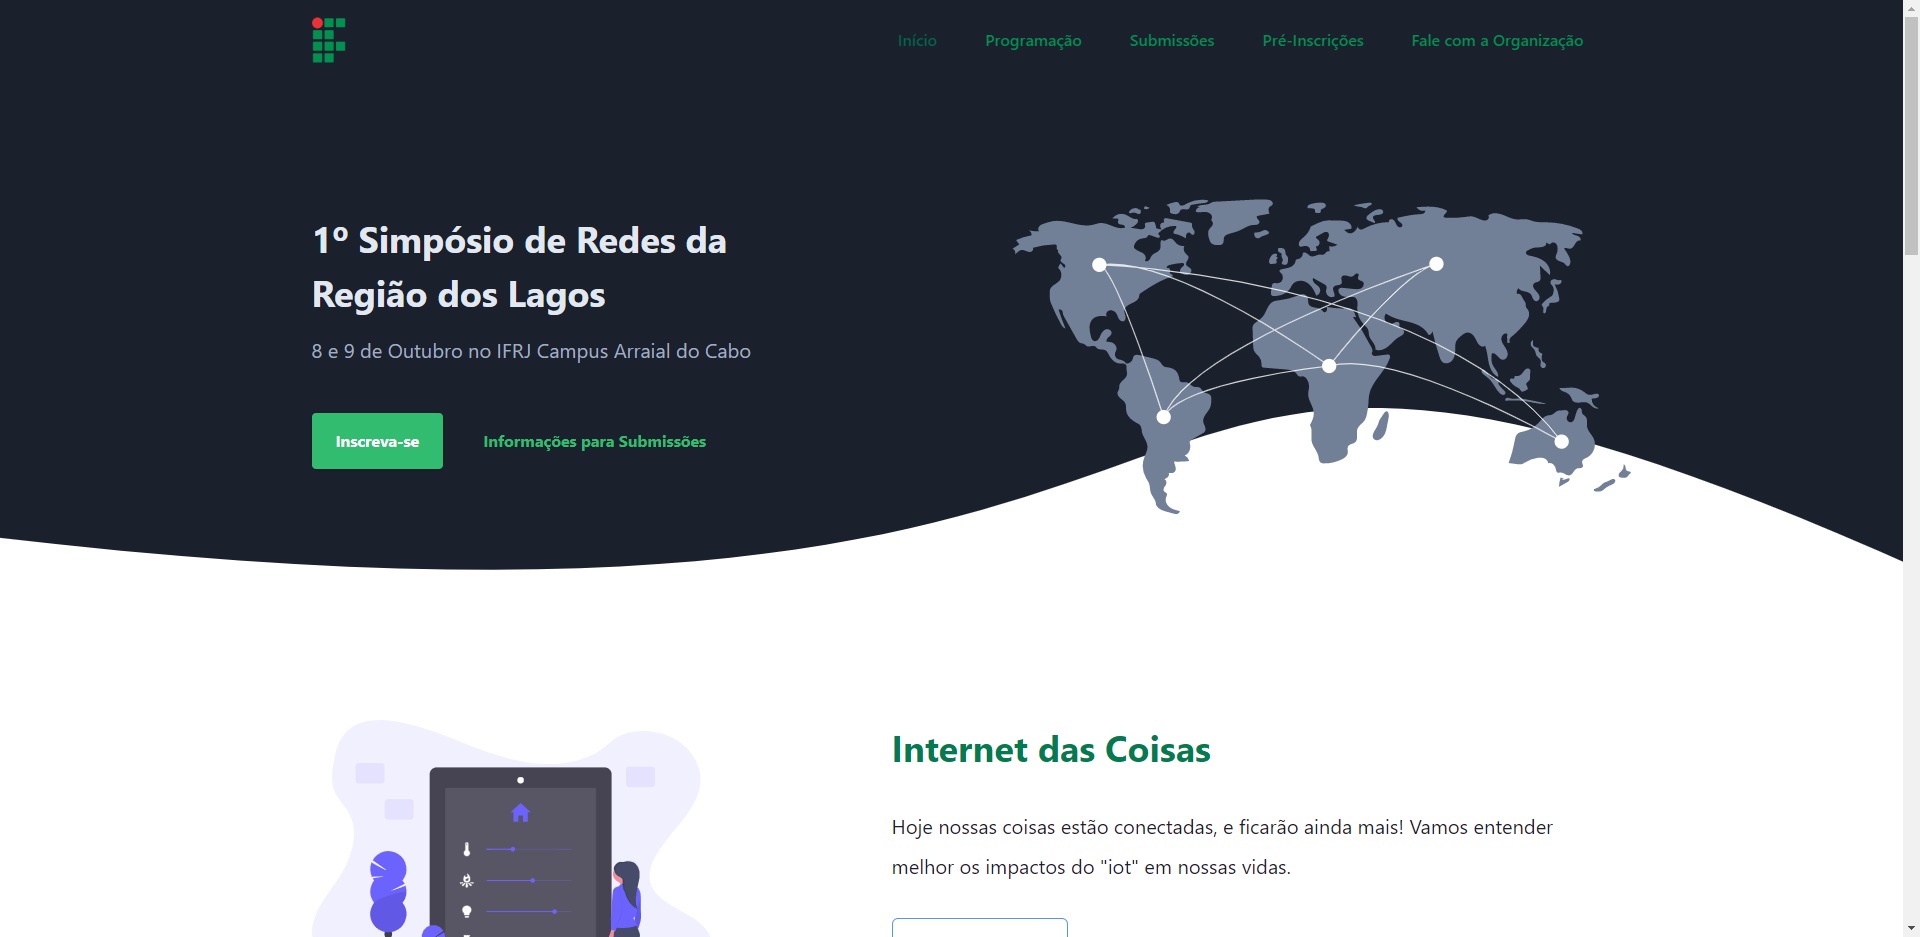 Início
Programação
Submissões
Pré-Inscrições
Fale com a Organização
1º Simpósio de Redes da
Região dos Lagos
8 e 9 de Outubro no IFRJ Campus Arraial do Cabo
Inscreva-se
Informações para Submissões
Internet das Coisas
Hoje nossas coisas estão conectadas, e ficarão ainda mais! Vamos entender
melhor os impactos do "iot" em nossas vidas.